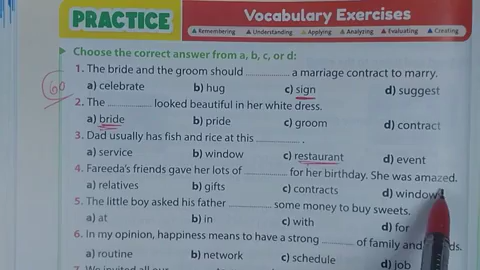 PRACTICE
Vocabulary Exercises
Remembering Understanding Applying Analyzing Evaluating Creating
Choose the correct answer from a, b, c, or d:
60
1. The bride and the groom should .................. a marriage contract to marry.
a) celebrate b) hug c) sign d) suggest
2. The .................. looked beautiful in her white dress.
a) bride b) pride c) groom d) contract
3. Dad usually has fish and rice at this .................. .
a) service b) window c) restaurant d) event
4. Fareeda's friends gave her lots of .................. for her birthday. She was amazed.
a) relatives b) gifts c) contracts d) window
5. The little boy asked his father .................. some money to buy sweets.
a) at b) in c) with d) for
6. In my opinion, happiness means to have a strong .................. of family and
a) routine b) network c) schedule d) job
7. We invited all our